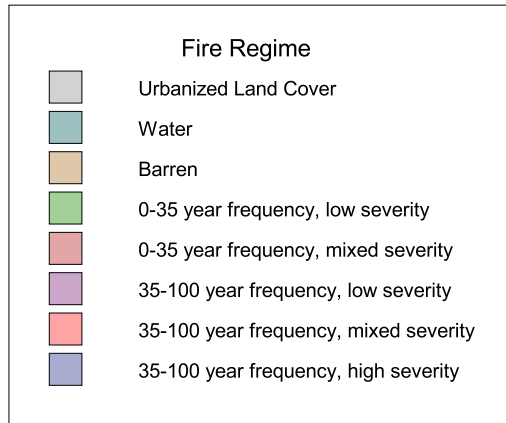 Fire Regime
Urbanized Land Cover
Water
Barren
0-35 year frequency, low severity
0-35 year frequency, mixed severity
35-100 year frequency, low severity
35-100 year frequency, mixed severity
35-100 year frequency, high severity